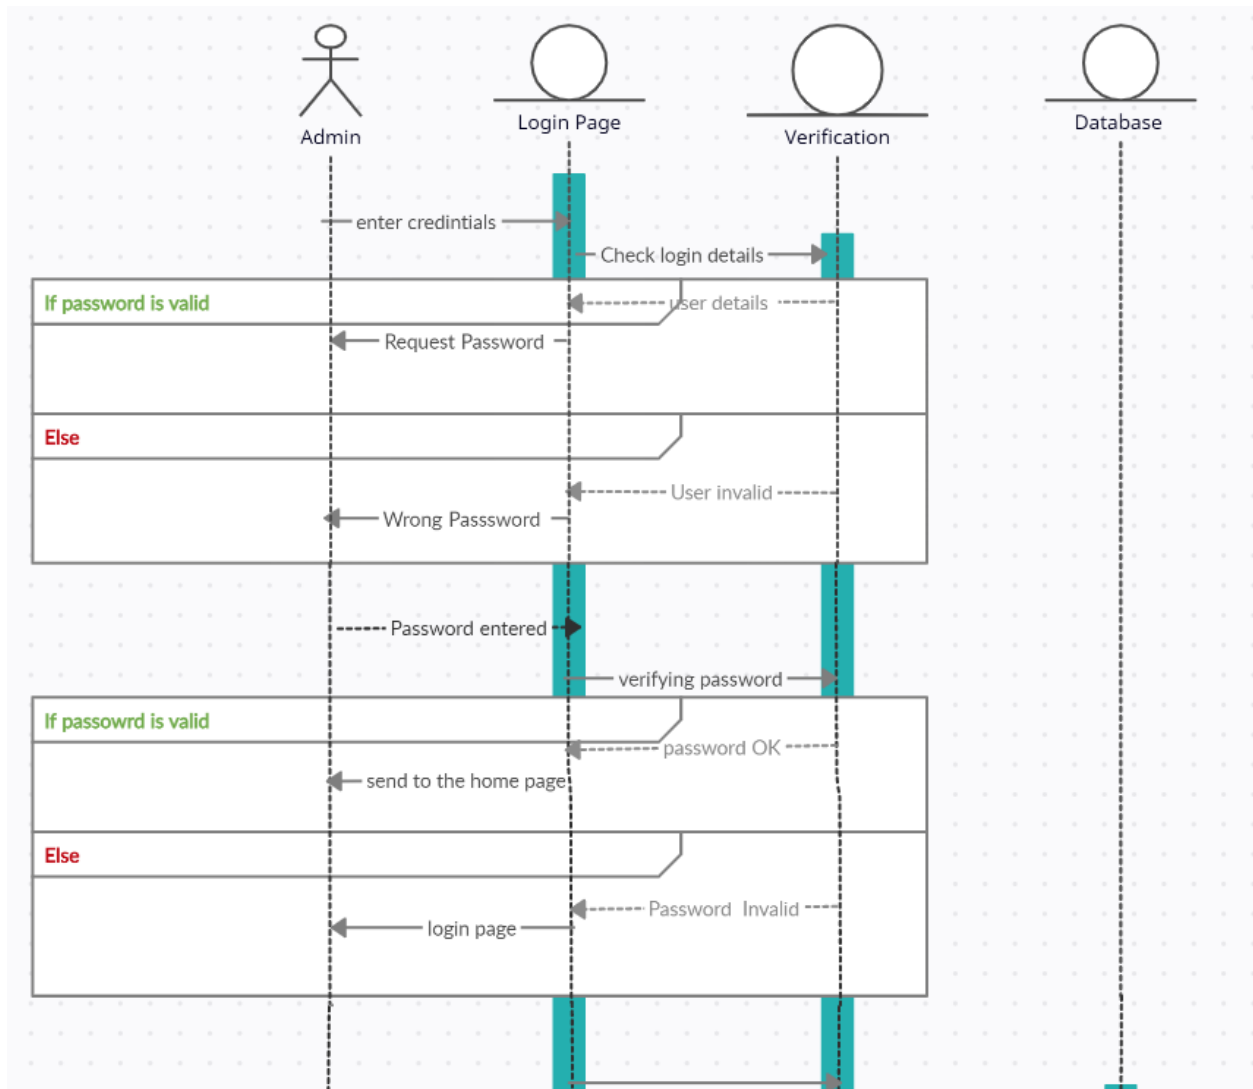 Admin
Login Page
Verification
Database
enter credintials
Check login details
If password is valid
user details
Request Password
Else
User invalid
Wrong Passsword
Password entered
verifying password
If passowrd is valid
password OK
send to the home page
Else
Password Invalid
login page